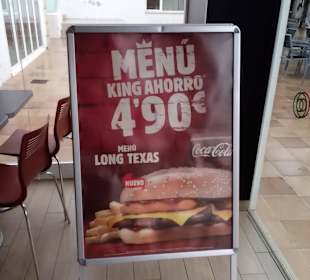 MENÚ
KING AHORRO
4'90€
MENÚ
LONG TEXAS
Coca-Cola
NUEVO